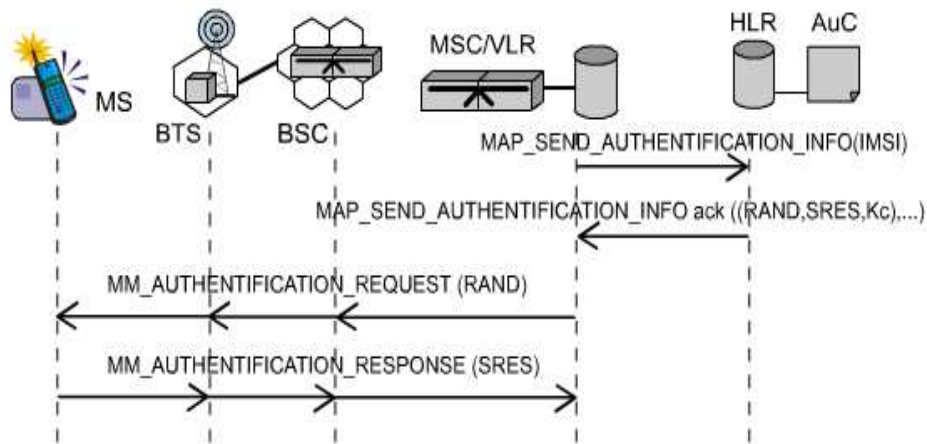 HLR AuC
MSC/VLR
MS
BTS BSC
MAP_SEND_AUTHENTIFICATION_INFO(IMSI)
MAP_SEND_AUTHENTIFICATION_INFO ack ((RAND,SRES,Kc),...)
MM_AUTHENTIFICATION_REQUEST (RAND)
MM_AUTHENTIFICATION_RESPONSE (SRES)